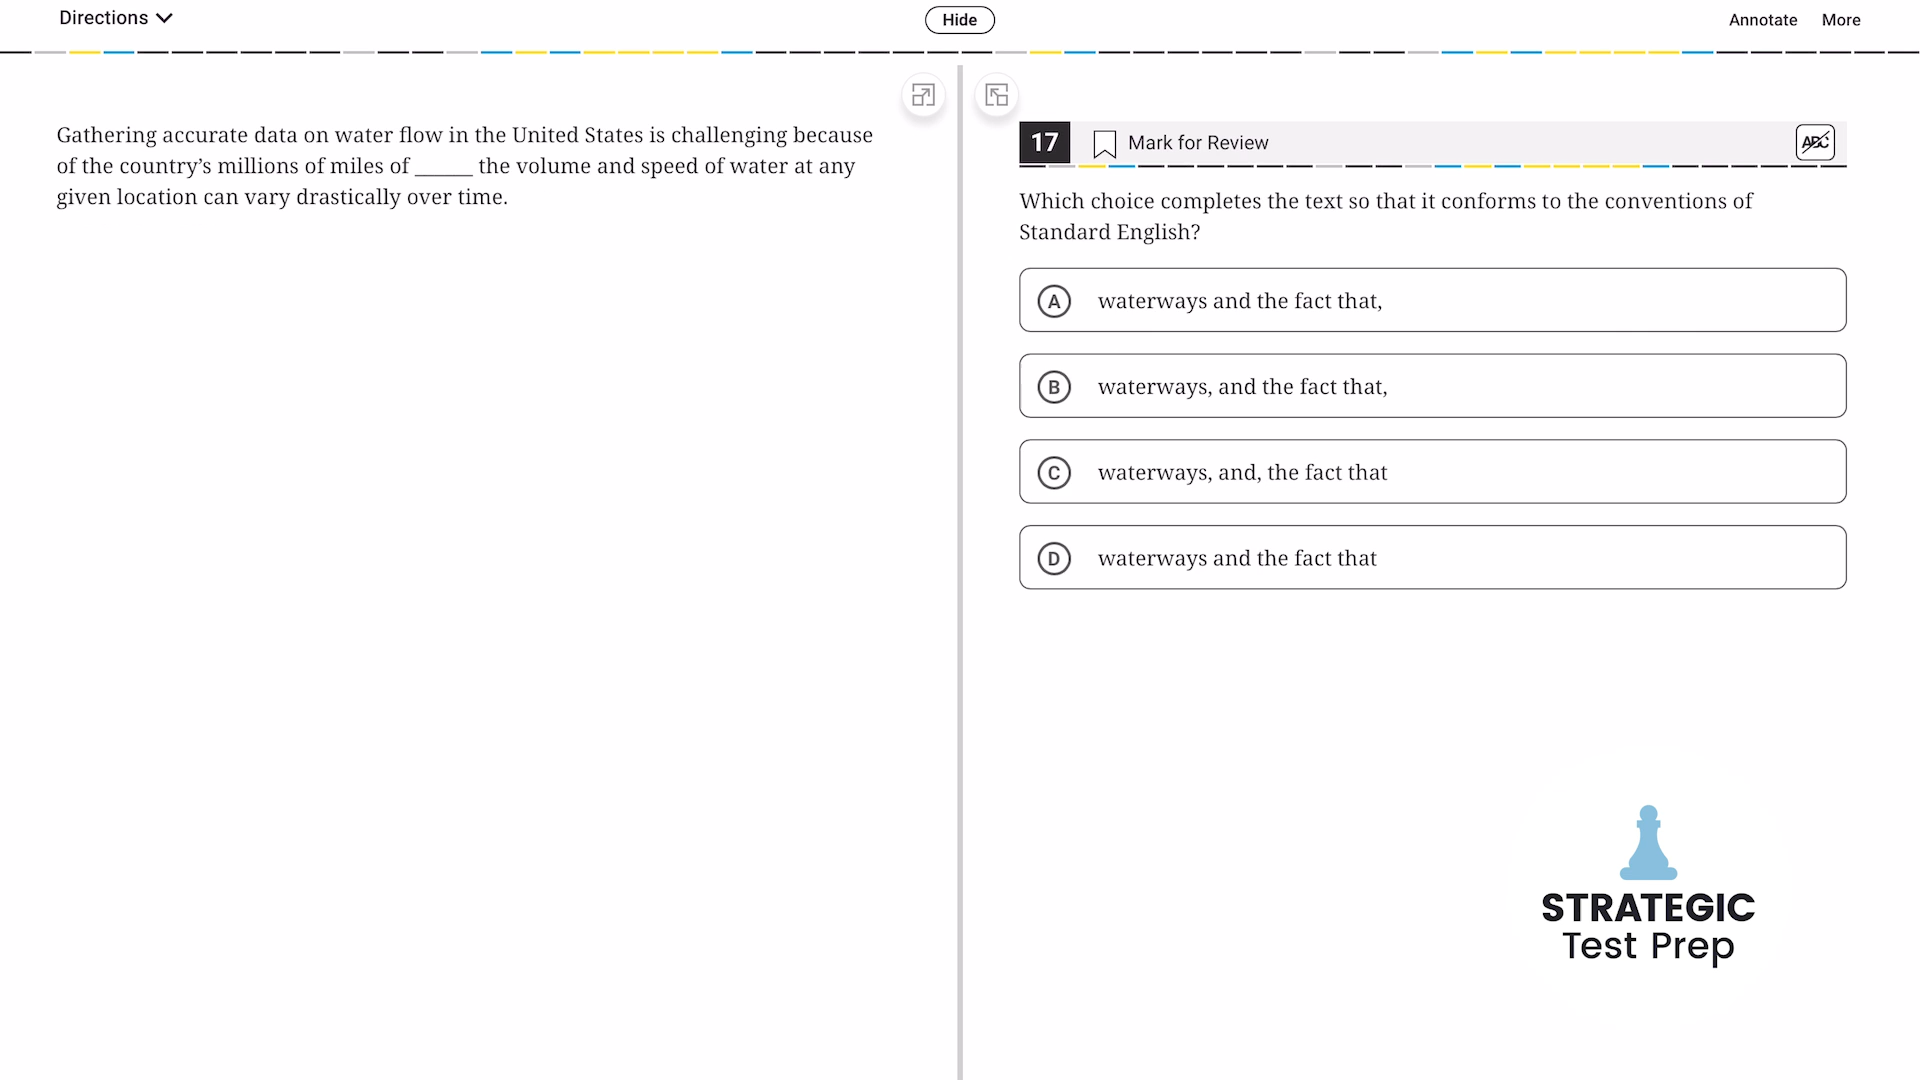 Directions
Hide
Annotate
More
Gathering accurate data on water flow in the United States is challenging because
of the country’s millions of miles of ______ the volume and speed of water at any
given location can vary drastically over time.
17
Mark for Review
ABC
Which choice completes the text so that it conforms to the conventions of
Standard English?
A waterways and the fact that,
B waterways, and the fact that,
C waterways, and, the fact that
D waterways and the fact that
STRATEGIC
Test Prep